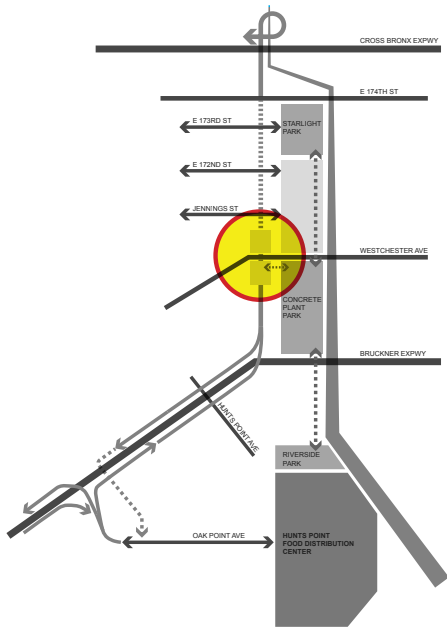 CROSS BRONX EXPWY
E 174TH ST
E 173RD ST
STARLIGHT
PARK
E 172ND ST
JENNINGS ST
WESTCHESTER AVE
CONCRETE
PLANT
PARK
BRUCKNER EXPWY
HUNTS POINT AVE
RIVERSIDE
PARK
OAK POINT AVE
HUNTS POINT
FOOD DISTRIBUTION
CENTER